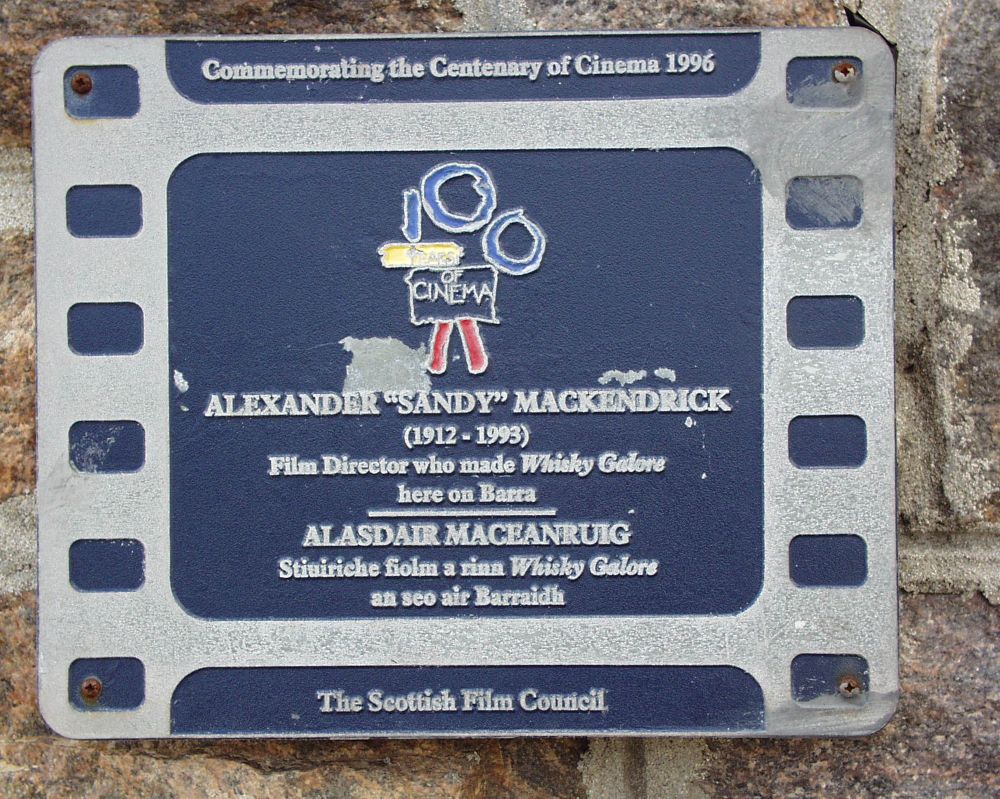 Commemorating the Centenary of Cinema 1996
100
YEARS
OF
CINEMA
ALEXANDER “SANDY” MACKENDRICK
(1912 - 1993)
Film Director who made Whisky Galore
here on Barra
ALASDAIR MACEANRUIG
Stiuiriche fiolm a rinn Whisky Galore
an seo air Barraidh
The Scottish Film Council